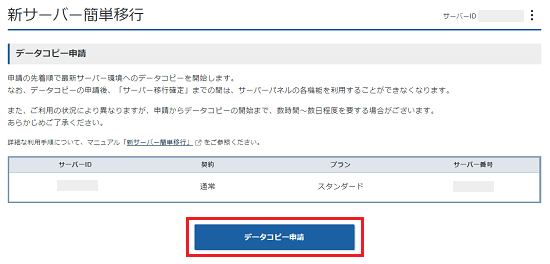 新サーバー簡単移行
サーバーID
データコピー申請
申請の先着順で最新サーバー環境へのデータコピーを開始します。
なお、データコピーの申請後、「サーバー移行確定」までの間は、サーバーパネルの各機能を利用することができなくなります。
また、ご利用の状況により異なりますが、申請からデータコピーの開始まで、数時間～数日程度を要する場合がございます。
あらかじめご了承ください。
詳細な利用手順について、マニュアル「新サーバー簡単移行」をご参照ください。
サーバーID 契約 プラン サーバー番号
通常 スタンダード
データコピー申請